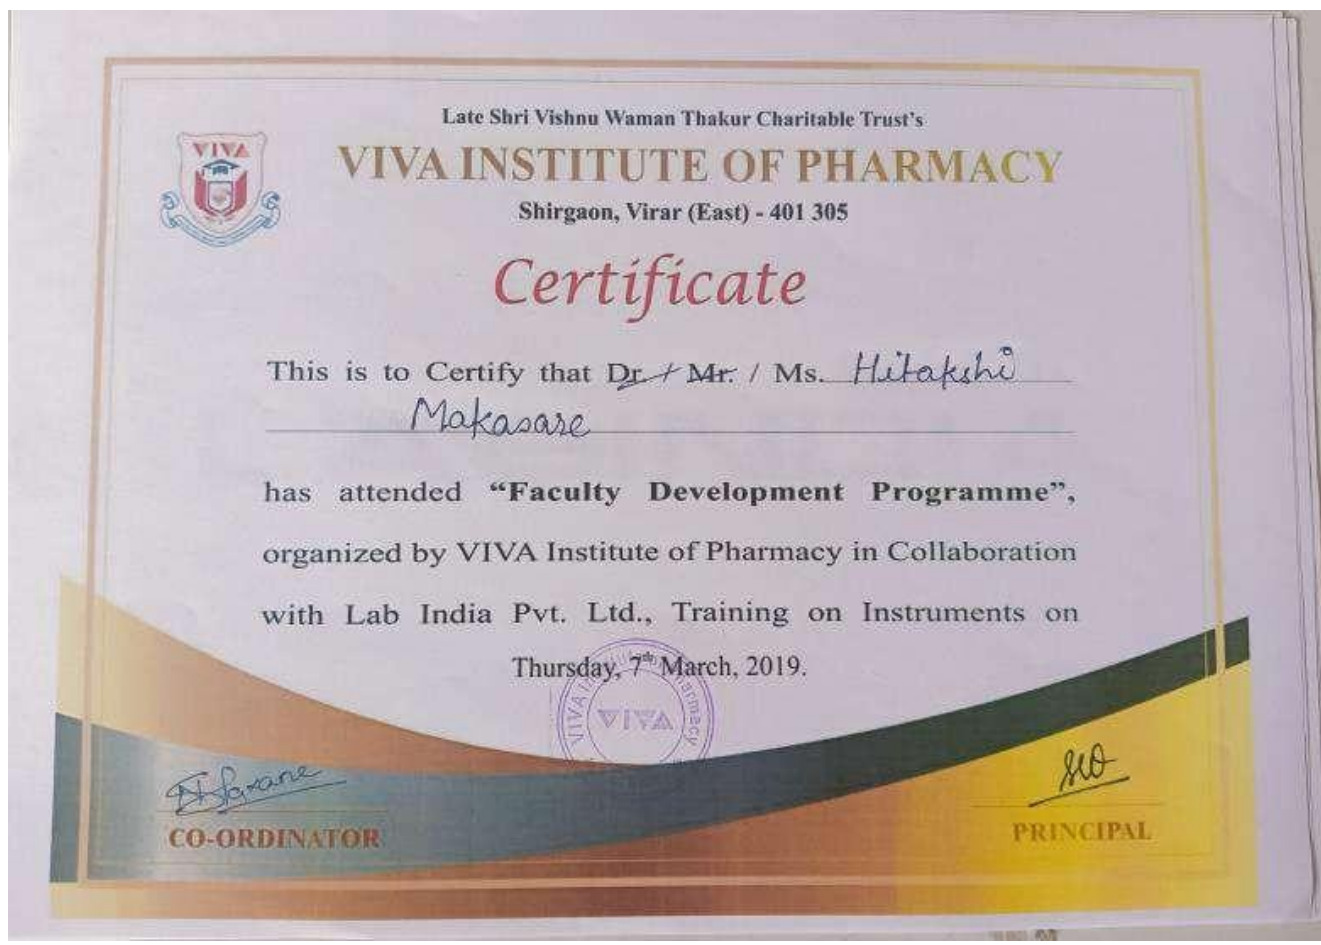 Late Shri Vishnu Waman Thakur Charitable Trust's
VIVA
VIVA INSTITUTE OF PHARMACY
Shirgaon, Virar (East) - 401 305
Certificate
This is to Certify that Dr. / Mr. / Ms. Hitakshi
Makasare
has attended “Faculty Development Programme”,
organized by VIVA Institute of Pharmacy in Collaboration
with Lab India Pvt. Ltd., Training on Instruments on
Thursday, 7th March, 2019.
VIVA
CO-ORDINATOR
PRINCIPAL